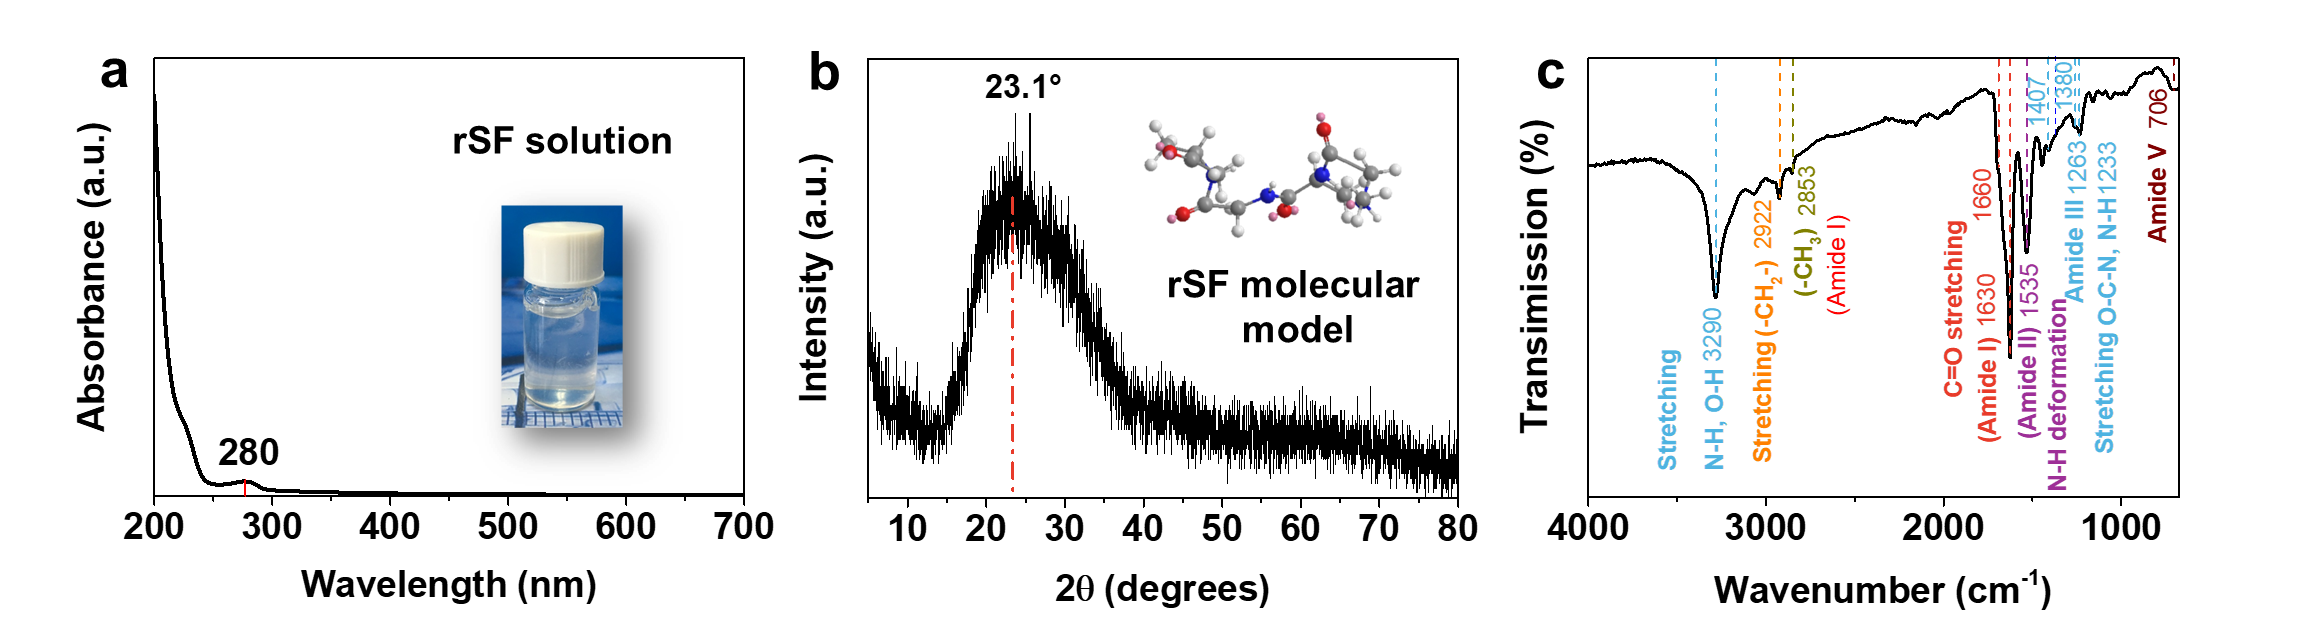 a
Absorbance (a.u.)
rSF solution
280
200 300 400 500 600 700
Wavelength (nm)
b
Intensity (a.u.)
23.1°
rSF molecular
model
10 20 30 40 50 60 70 80
2θ (degrees)
c
Transimission (%)
Stretching
N-H, O-H 3290
Stretching (-CH₂-) 2922
(-CH₃) 2853
(Amide I)
C=O stretching
1660
(Amide I) 1630
(Amide II) 1535
N-H deformation
1407
1380
Amide III 1263
Stretching O-C-N, N-H1233
Amide V 706
4000 3000 2000 1000
Wavenumber (cm⁻¹)